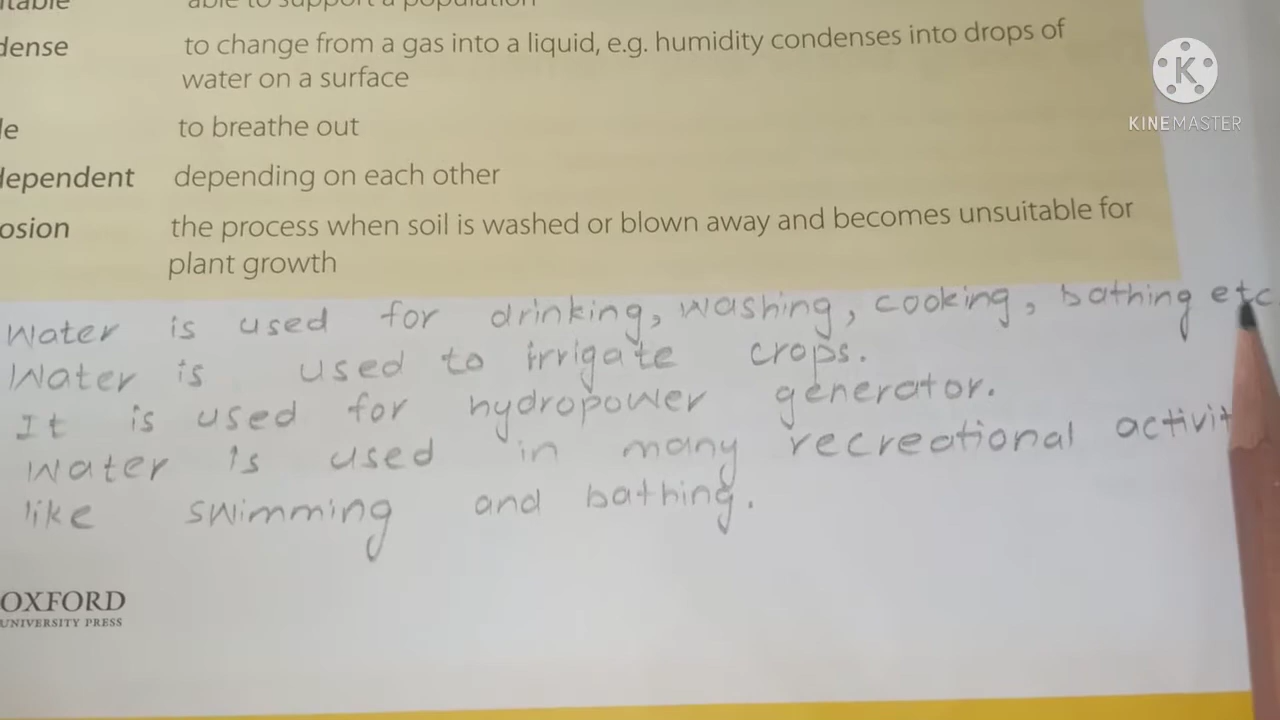 able to support a population
dense to change from a gas into a liquid, e.g. humidity condenses into drops of
water on a surface
le to breathe out
dependent depending on each other
osion the process when soil is washed or blown away and becomes unsuitable for
plant growth
Water is used for drinking, washing, cooking, bathing etc
Water is used to irrigate crops.
It is used for hydropower generator.
Water is used in many recreational activit
like swimming and bathing.
OXFORD
UNIVERSITY PRESS
K
KINEMASTER